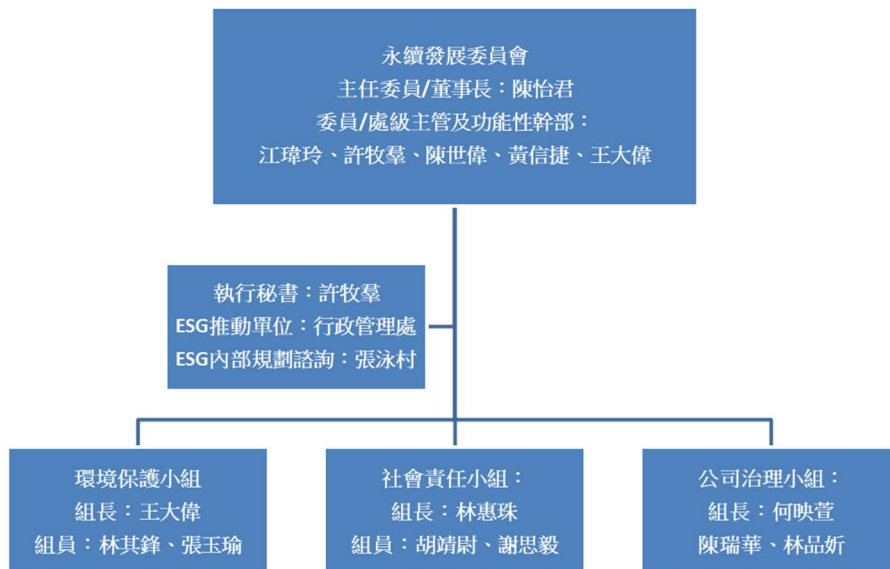 永續發展委員會
主任委員/董事長：陳怡君
委員/處級主管及功能性幹部：
江瑋玲、許牧羣、陳世偉、黃信捷、王大偉
執行秘書：許牧羣
ESG推動單位：行政管理處
ESG內部規劃諮詢：張泳村
環境保護小組
組長：王大偉
組員：林其鋒、張玉瑜
社會責任小組：
組長：林惠珠
組員：胡靖尉、謝思毅
公司治理小組：
組長：何映萱
陳瑞華、林品妡